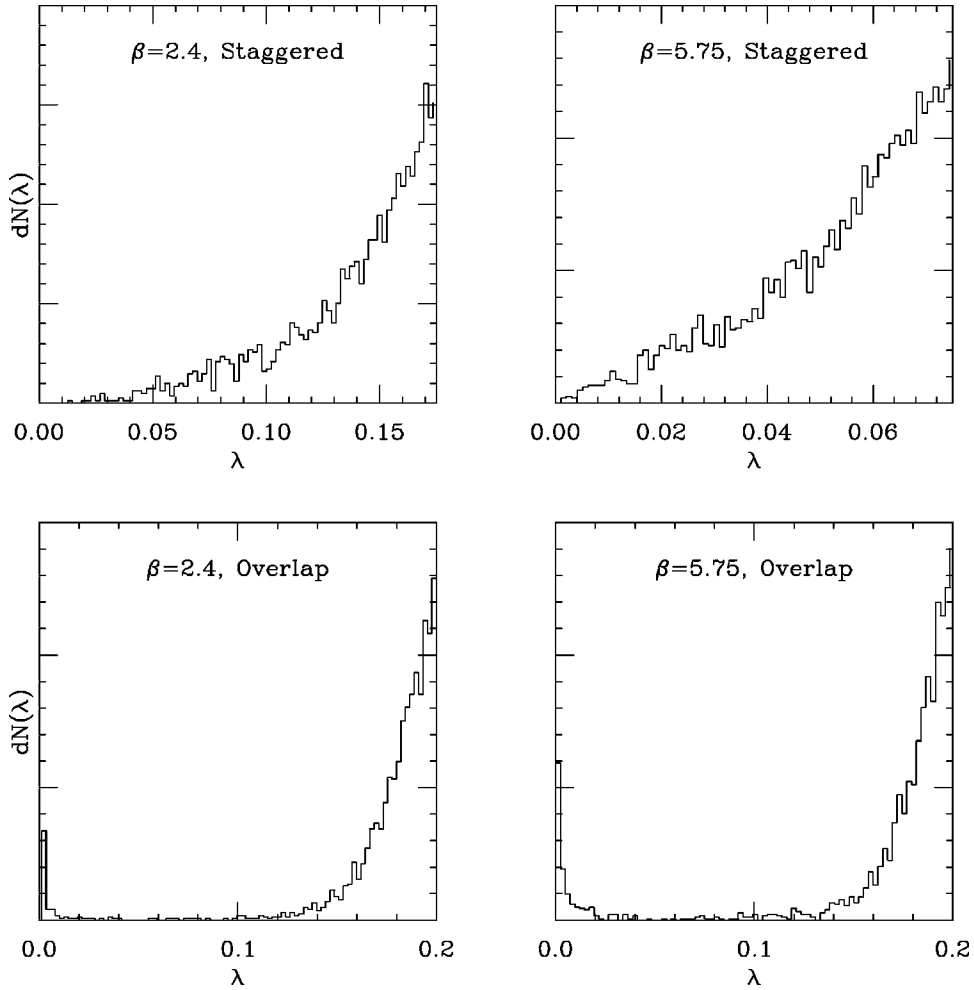 β=2.4, Staggered
β=5.75, Staggered
dN(λ)
0.00 0.05 0.10 0.15
0.00 0.02 0.04 0.06
λ
λ
β=2.4, Overlap
β=5.75, Overlap
dN(λ)
0.0 0.1 0.2
0.0 0.1 0.2
λ
λ